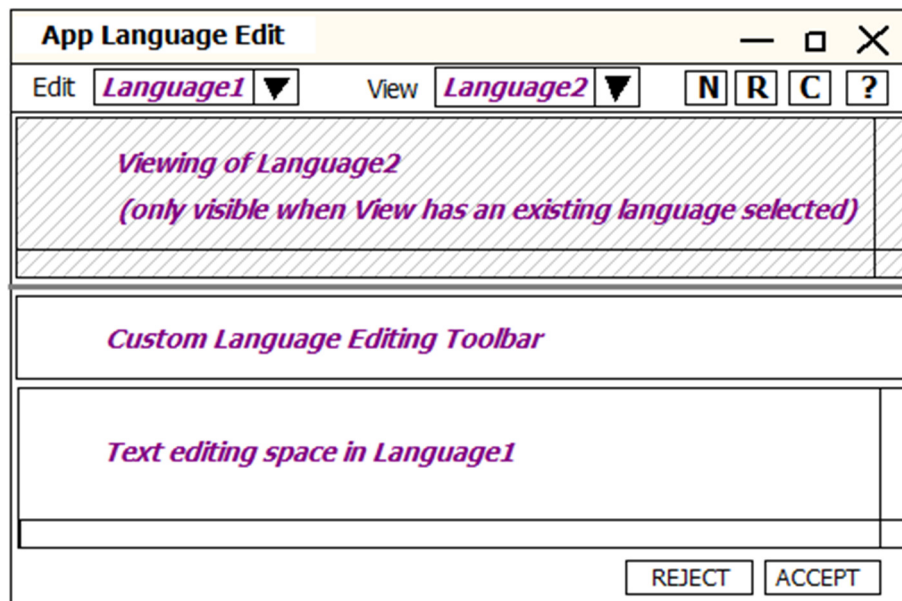 App Language Edit
Edit Language1 View Language2 N R C ?
Viewing of Language2
(only visible when View has an existing language selected)
Custom Language Editing Toolbar
Text editing space in Language1
REJECT ACCEPT